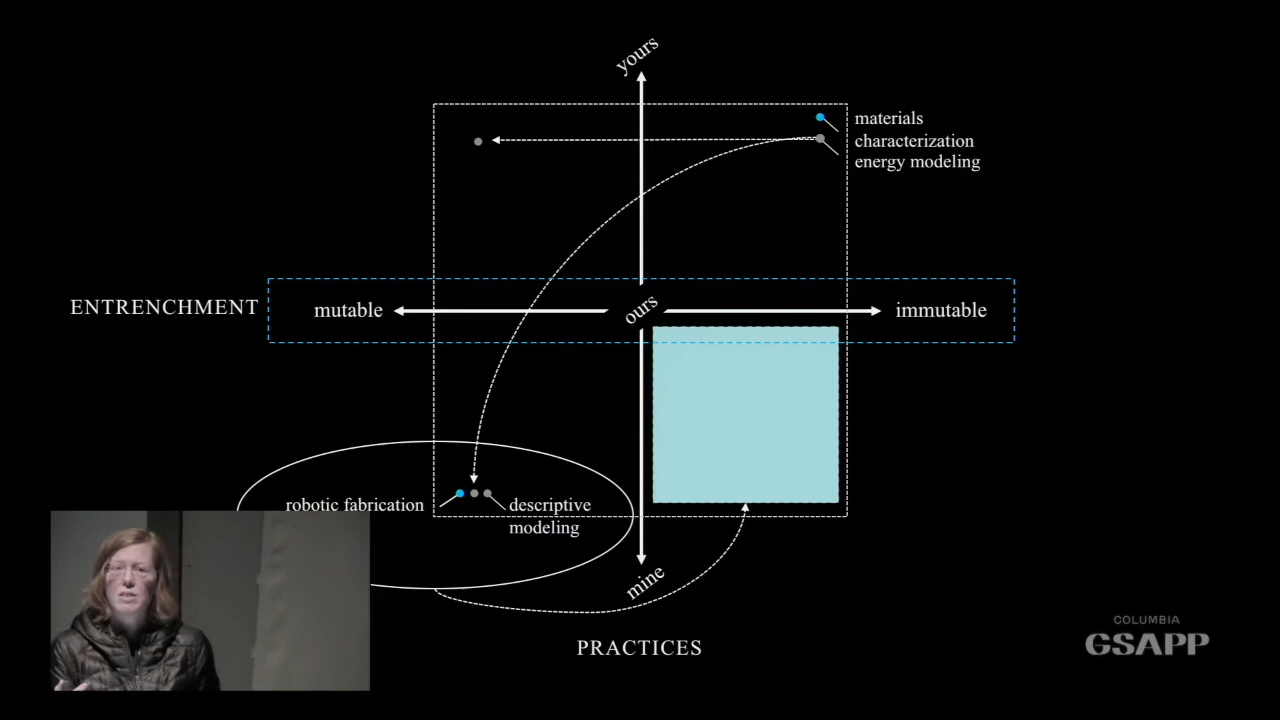 yours
materials
characterization
energy modeling
ENTRENCHMENT
mutable
ours
immutable
robotic fabrication
descriptive
modeling
mine
PRACTICES
COLUMBIA
GSAPP